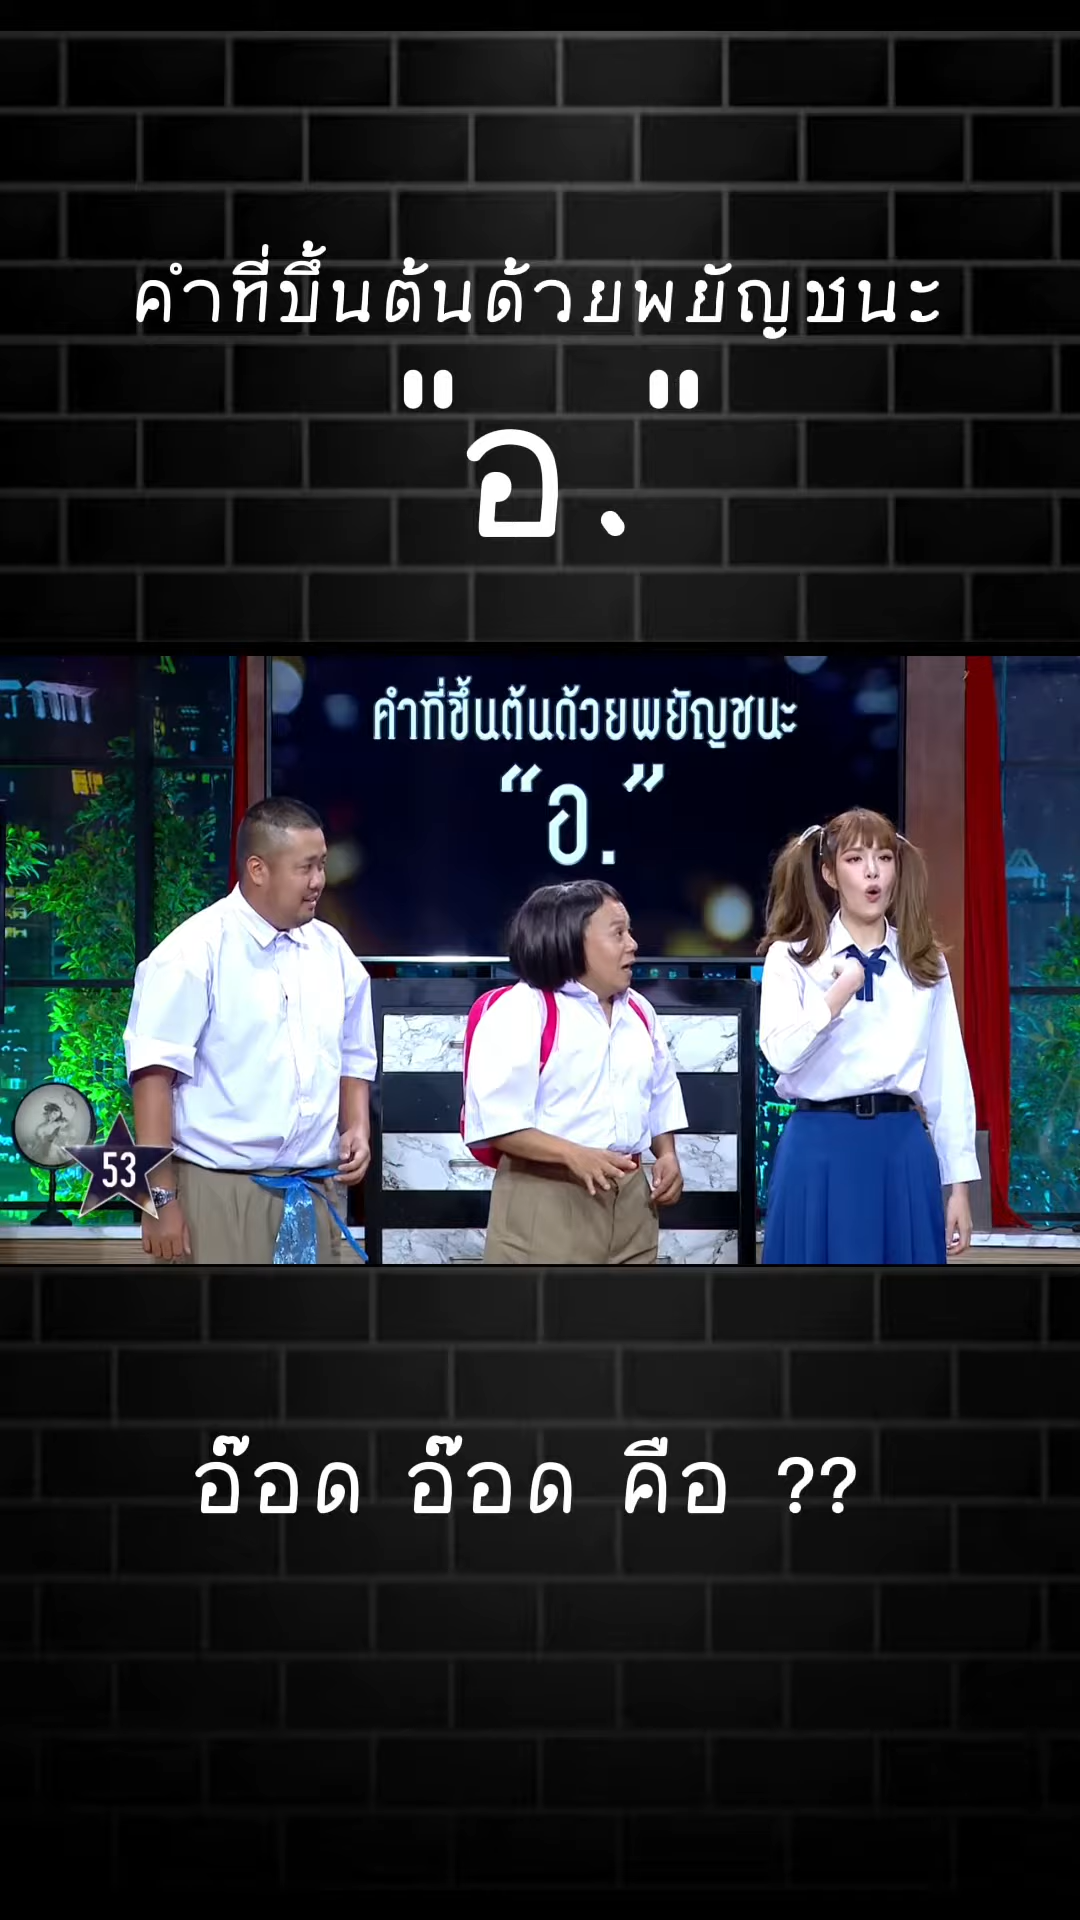 คำที่ขึ้นต้นด้วยพยัญชนะ
"อ."
คำที่ขึ้นต้นด้วยพยัญชนะ
“อ.”
53
อ๊อด อ๊อด คือ ??